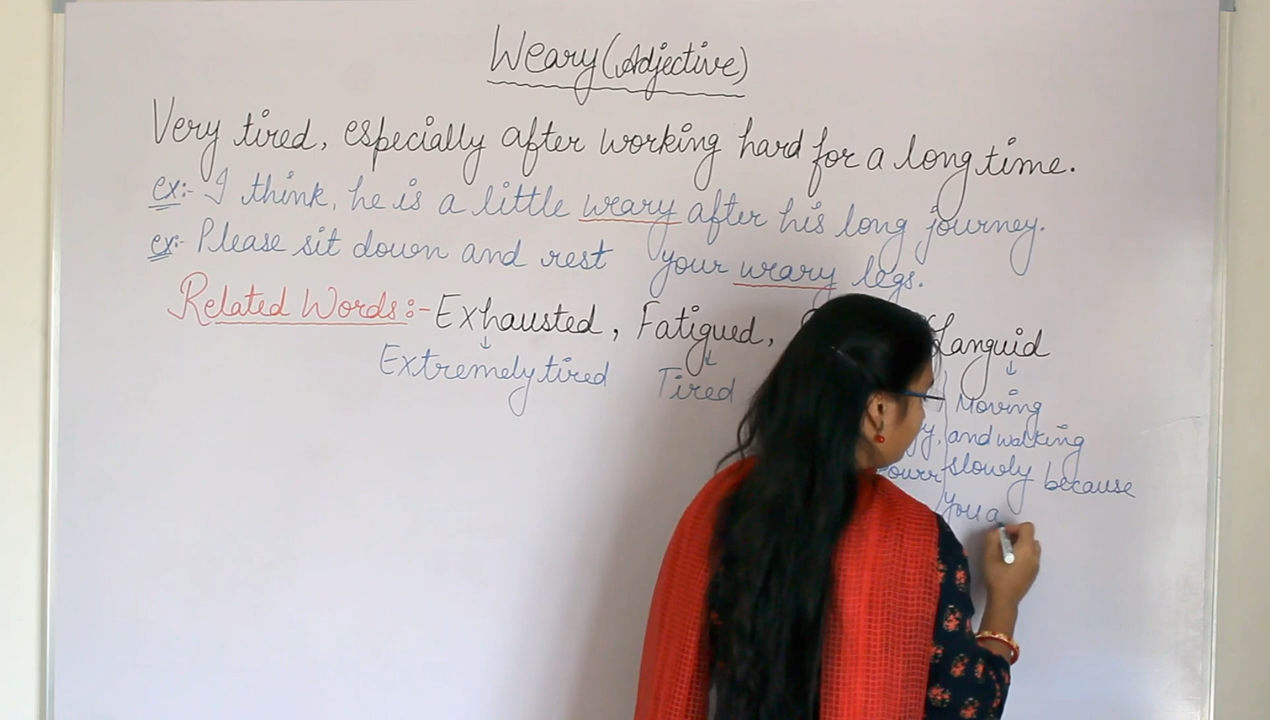 Weary (Adjective)
Very tired, especially after working hard for a long time.
ex:- I think, he is a little weary after his long journey.
ex:- Please sit down and rest your weary legs.
Related Words:- Exhausted, Fatigued, Languid
Extremely tired
Tired
Moving
and walking
slowly because
you a